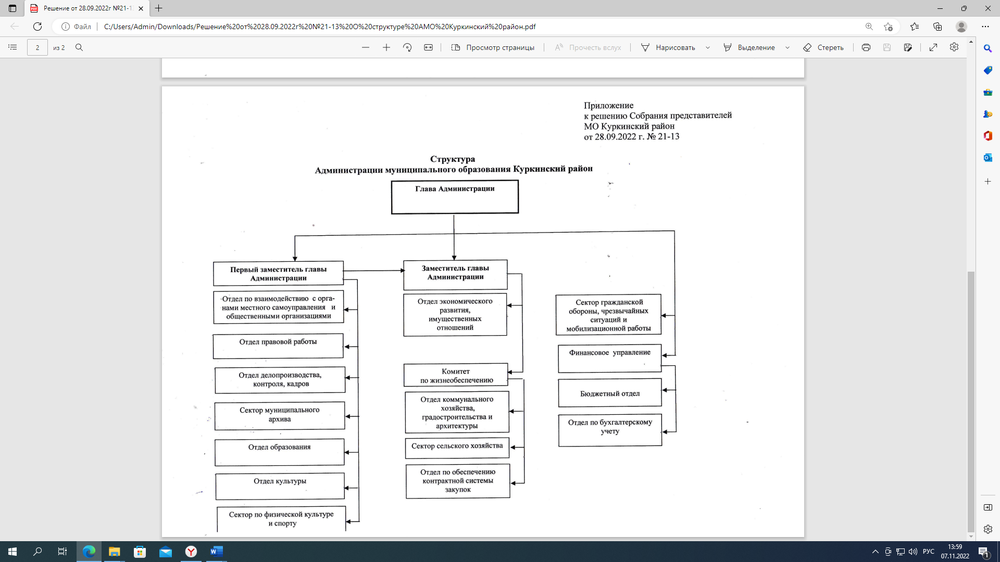 Решение от 28.09.2022г №21-1
Файл
C:/Users/Admin/Downloads/Решение%20от%2028.09.2022г%20№21-13%20О%20структуре%20АМО%20Куркинский%20район.pdf
2 из 2
Просмотр страницы
Прочесть вслух
Нарисовать
Выделение
Стереть
Приложение
к решению Собрания представителей
МО Куркинский район
от 28.09.2022 г. № 21-13
Структура
Администрации муниципального образования Куркинский район
Глава Администрации
Первый заместитель главы
Администрации
Отдел по взаимодействию с орга-
нами местного самоуправления и
общественными организациями
Отдел правовой работы
Отдел делопроизводства,
контроля, кадров
Сектор муниципального
архива
Отдел образования
Отдел культуры
Сектор по физической культуре
и спорту
Заместитель главы
Администрации
Отдел экономического
развития,
имущественных
отношений
Комитет
по жизнеобеспечению
Отдел коммунального
хозяйства,
градостроительства и
архитектуры
Сектор сельского хозяйства
Отдел по обеспечению
контрактной системы
закупок
Сектор гражданской
обороны, чрезвычайных
ситуаций и
мобилизационной работы
Финансовое управление
Бюджетный отдел
Отдел по бухгалтерскому
учету
РУС
13:59
07.11.2022
1